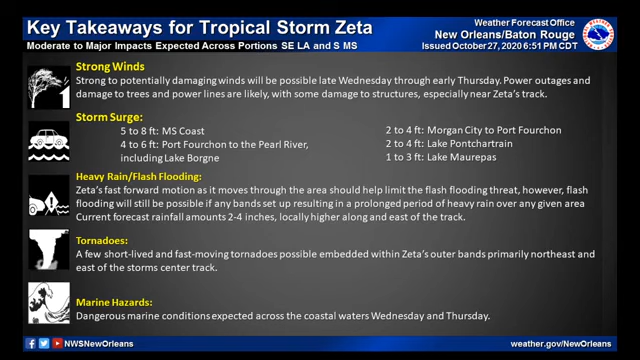 Key Takeaways for Tropical Storm Zeta
Moderate to Major Impacts Expected Across Portions SE LA and S MS
Weather Forecast Office
New Orleans/Baton Rouge
Issued October 27, 2020 6:51 PM CDT
Strong Winds
Strong to potentially damaging winds will be possible late Wednesday through early Thursday. Power outages and
damage to trees and power lines are likely, with some damage to structures, especially near Zeta's track.
Storm Surge:
5 to 8 ft: MS Coast
4 to 6 ft: Port Fourchon to the Pearl River,
including Lake Borgne
2 to 4 ft: Morgan City to Port Fourchon
2 to 4 ft: Lake Pontchartrain
1 to 3 ft: Lake Maurepas
Heavy Rain/Flash Flooding:
Zeta's fast forward motion as it moves through the area should help limit the flash flooding threat, however, flash
flooding will still be possible if any bands set up resulting in a prolonged period of heavy rain over any given area
Current forecast rainfall amounts 2-4 inches, locally higher along and east of the track.
Tornadoes:
A few short-lived and fast-moving tornadoes possible embedded within Zeta's outer bands primarily northeast and
east of the storms center track.
Marine Hazards:
Dangerous marine conditions expected across the coastal waters Wednesday and Thursday.
NWSNewOrleans
weather.gov/NewOrleans